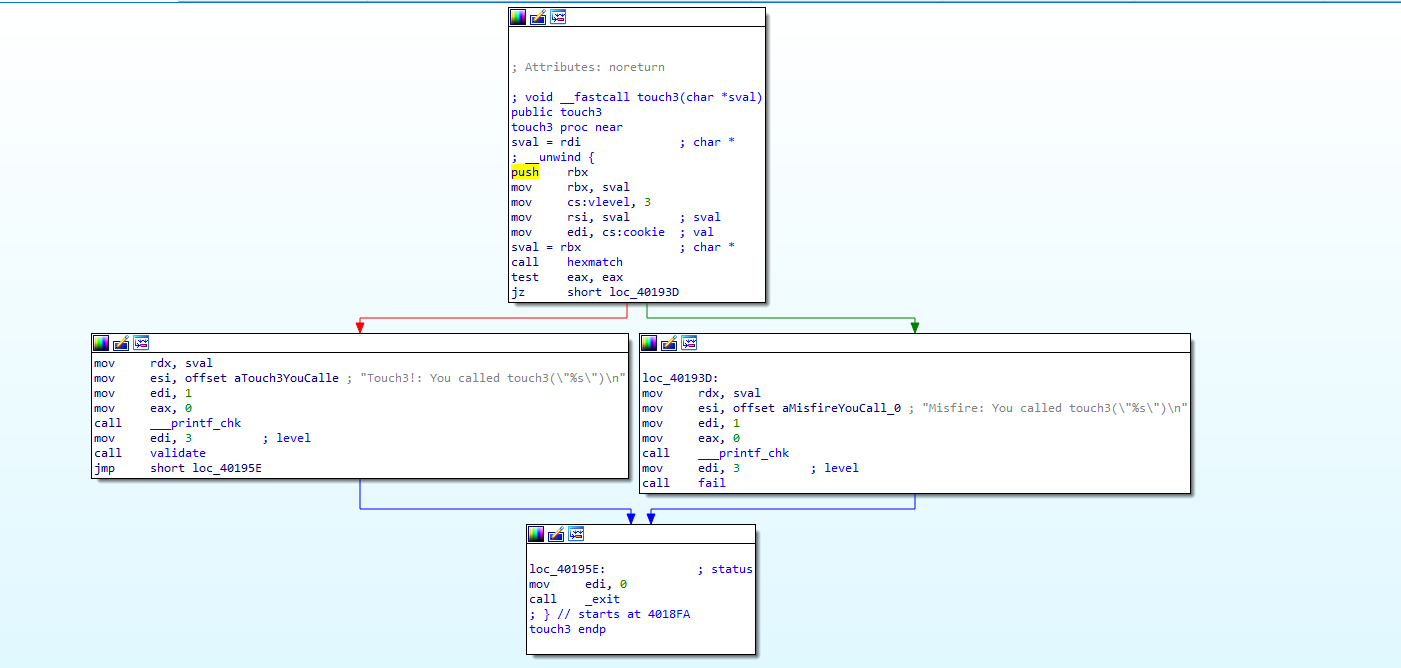 ; Attributes: noreturn
; void __fastcall touch3(char *sval)
public touch3
touch3 proc near
sval = rdi ; char *
; __unwind {
push rbx
mov rbx, sval
mov cs:vlevel, 3
mov rsi, sval ; sval
mov edi, cs:cookie ; val
sval = rbx ; char *
call hexmatch
test eax, eax
jz short loc_40193D
mov rdx, sval
mov esi, offset aTouch3YouCalle ; "Touch3!: You called touch3(\"%s\")\n"
mov edi, 1
mov eax, 0
call ___printf_chk
mov edi, 3 ; level
call validate
jmp short loc_40195E
loc_40193D:
mov rdx, sval
mov esi, offset aMisfireYouCall_0 ; "Misfire: You called touch3(\"%s\")\n"
mov edi, 1
mov eax, 0
call ___printf_chk
mov edi, 3 ; level
call fail
loc_40195E: ; status
mov edi, 0
call _exit
; } // starts at 4018FA
touch3 endp